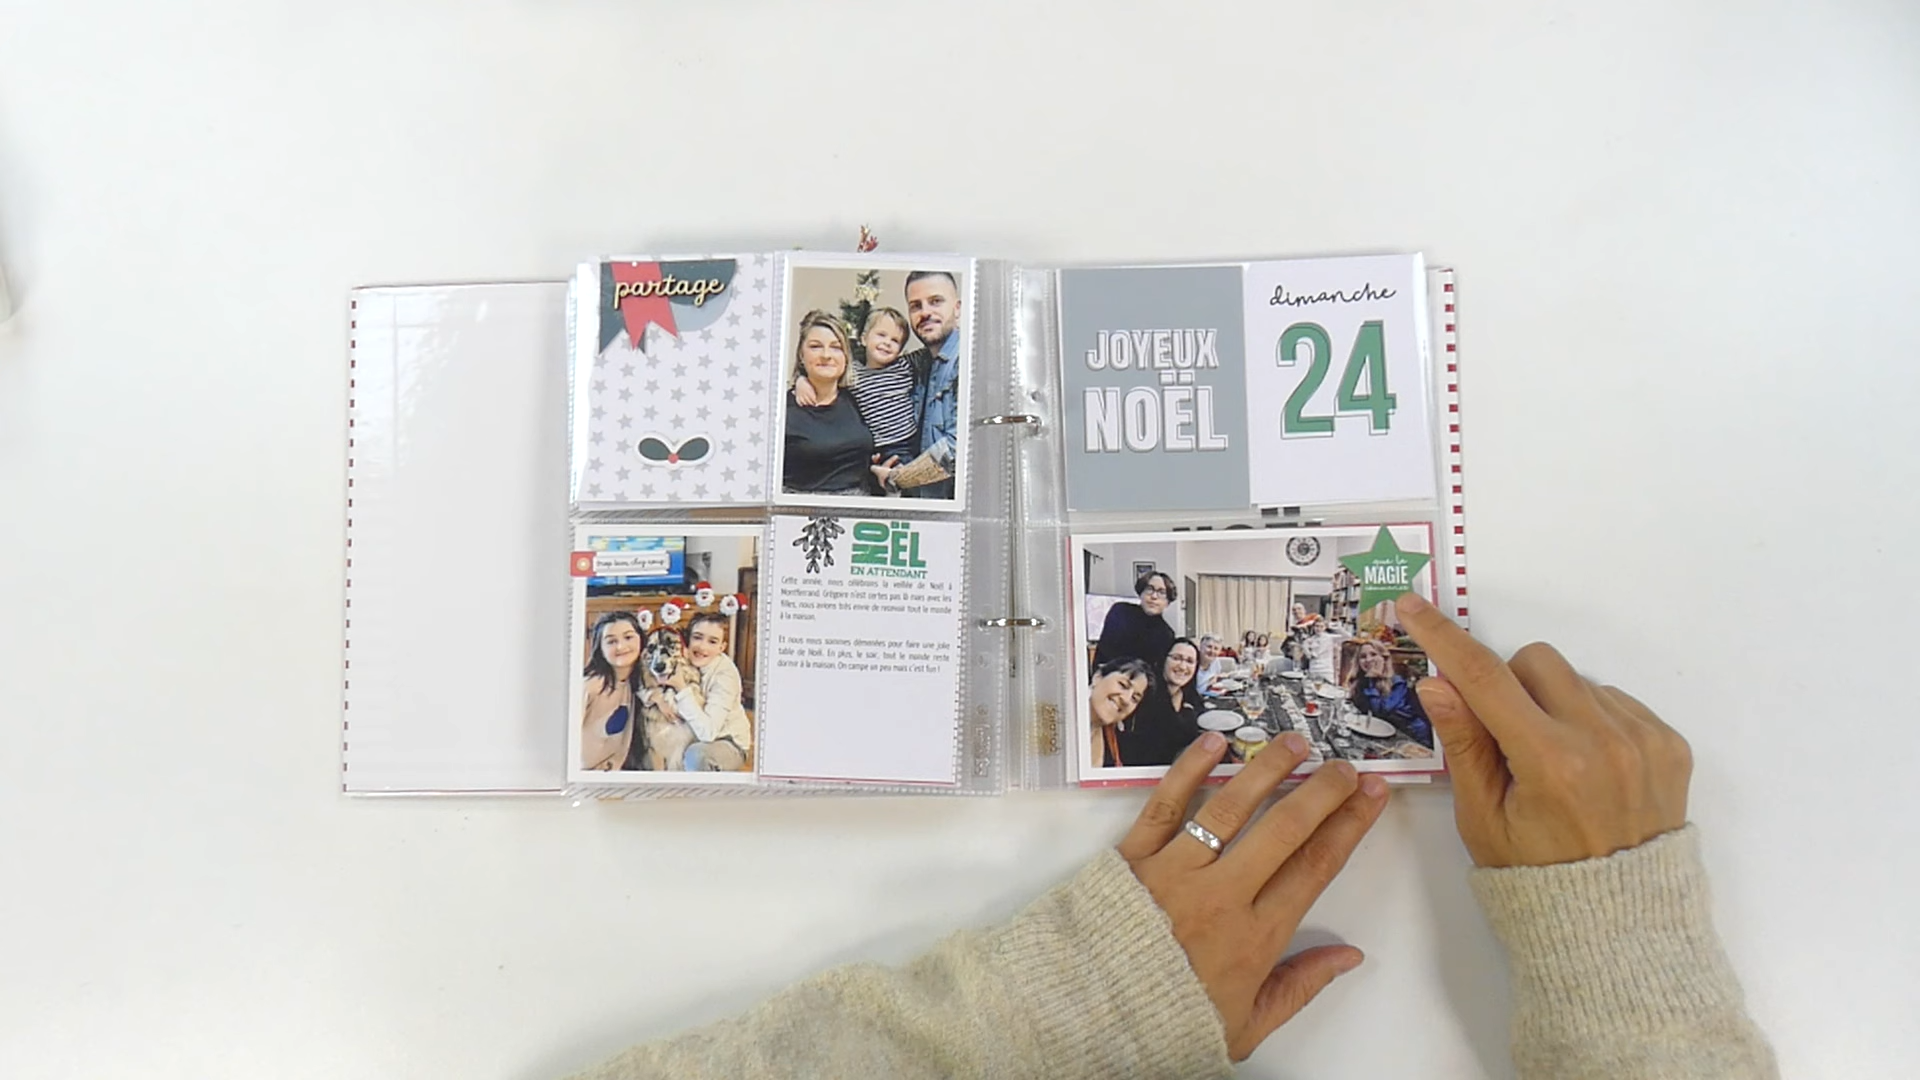 partage
NOËL
EN ATTENDANT
Cette année, nous célébrons la veillée de Noël à
Montferrand. Grégoire n'est certes pas là mais avec les
filles, nous avions très envie de recevoir tout le monde
à la maison.
Et nous nous sommes démenées pour faire une jolie
table de Noël. En plus, le soir, tout le monde reste
dormir à la maison. On campe un peu mais c'est fun !
JOYEUX
NOËL
dimanche
24
NOËL
que la
MAGIE